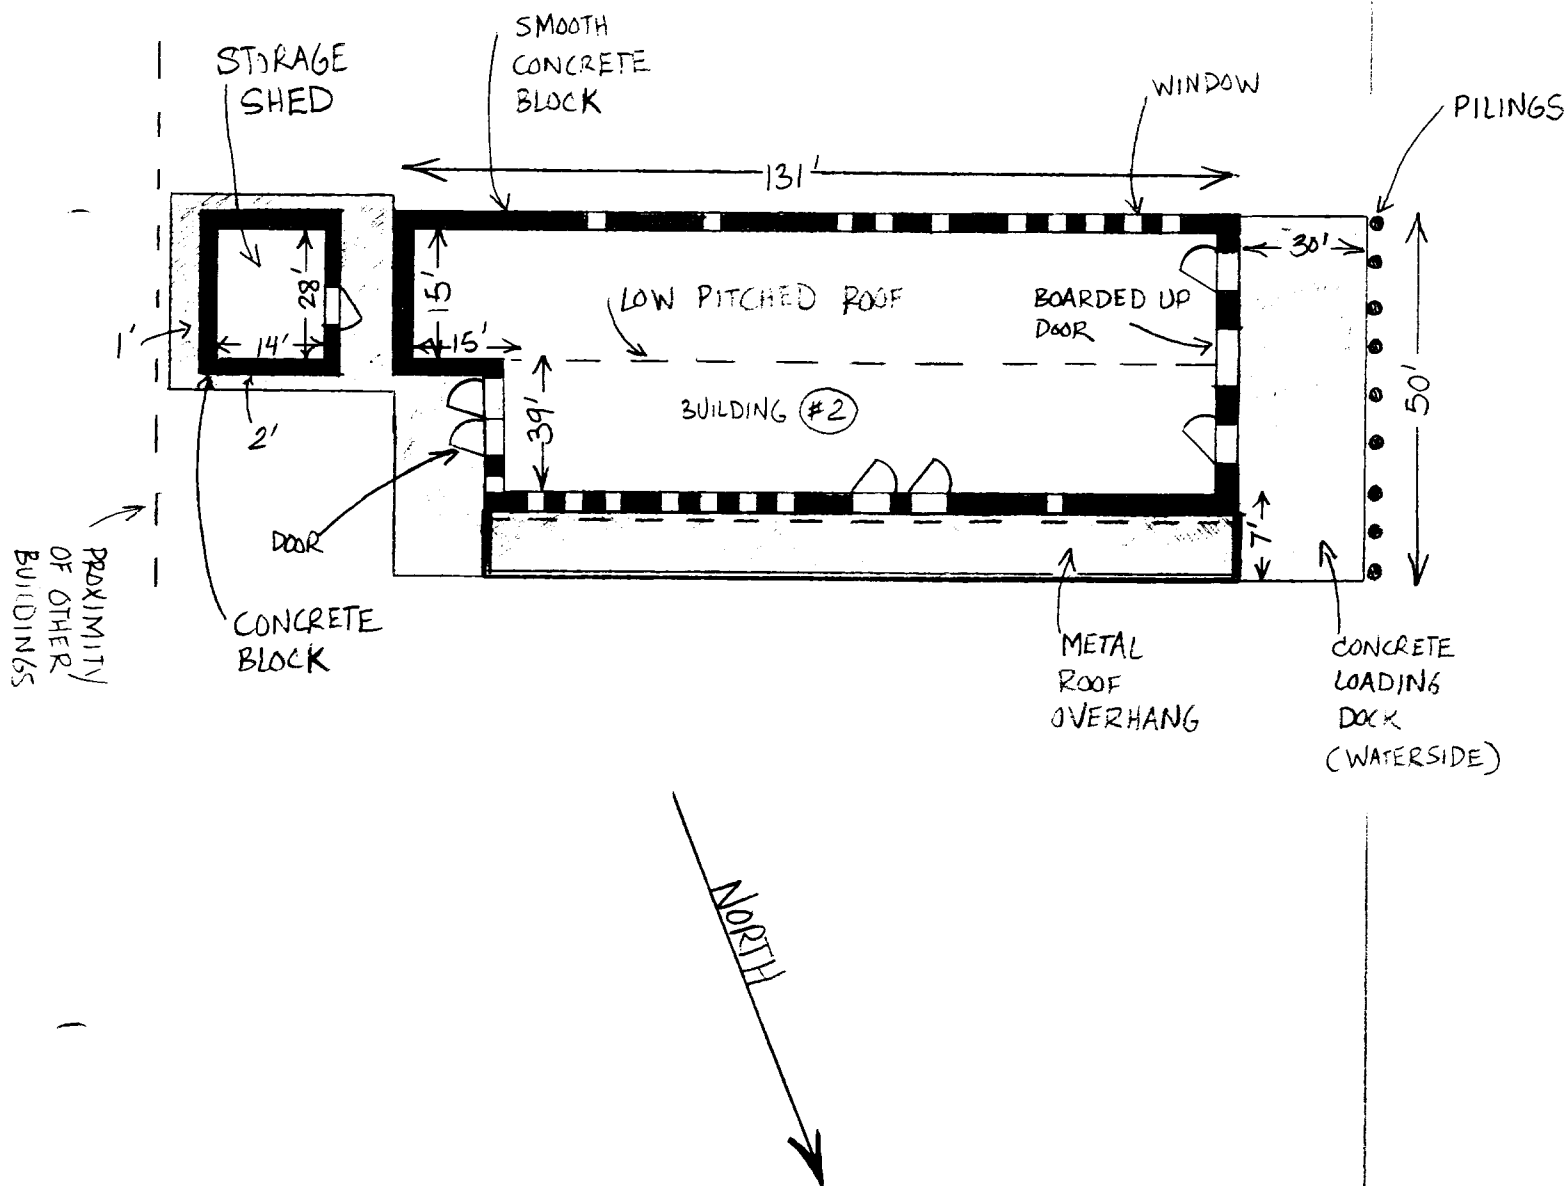 STORAGE
SHED
SMOOTH
CONCRETE
BLOCK
WINDOW
PILINGS
131'
30'
28'
14'
1'
2'
15'
15'
LOW PITCHED ROOF
BOARDED UP
DOOR
BUILDING #2
39'
50'
7'
DOOR
PROXIMITY
OF OTHER
BUILDINGS
CONCRETE
BLOCK
METAL
ROOF
OVERHANG
CONCRETE
LOADING
DOCK
(WATERSIDE)
NORTH